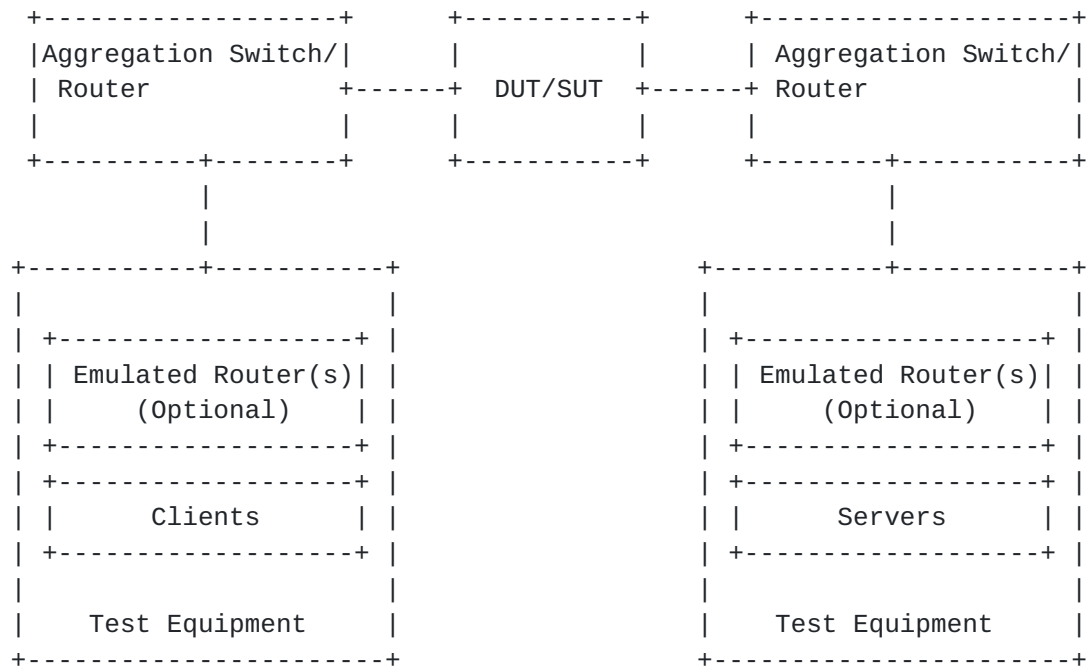 Aggregation Switch/ Aggregation Switch/
Router DUT/SUT Router
Emulated Router(s) Emulated Router(s)
(Optional) (Optional)
Clients Servers
Test Equipment Test Equipment